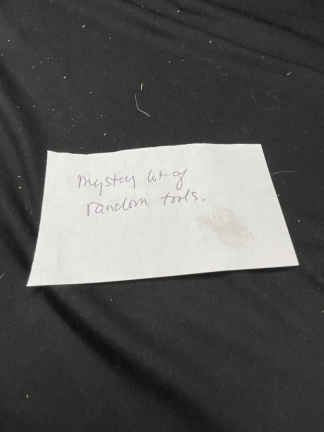 mystery lot of
random tools.